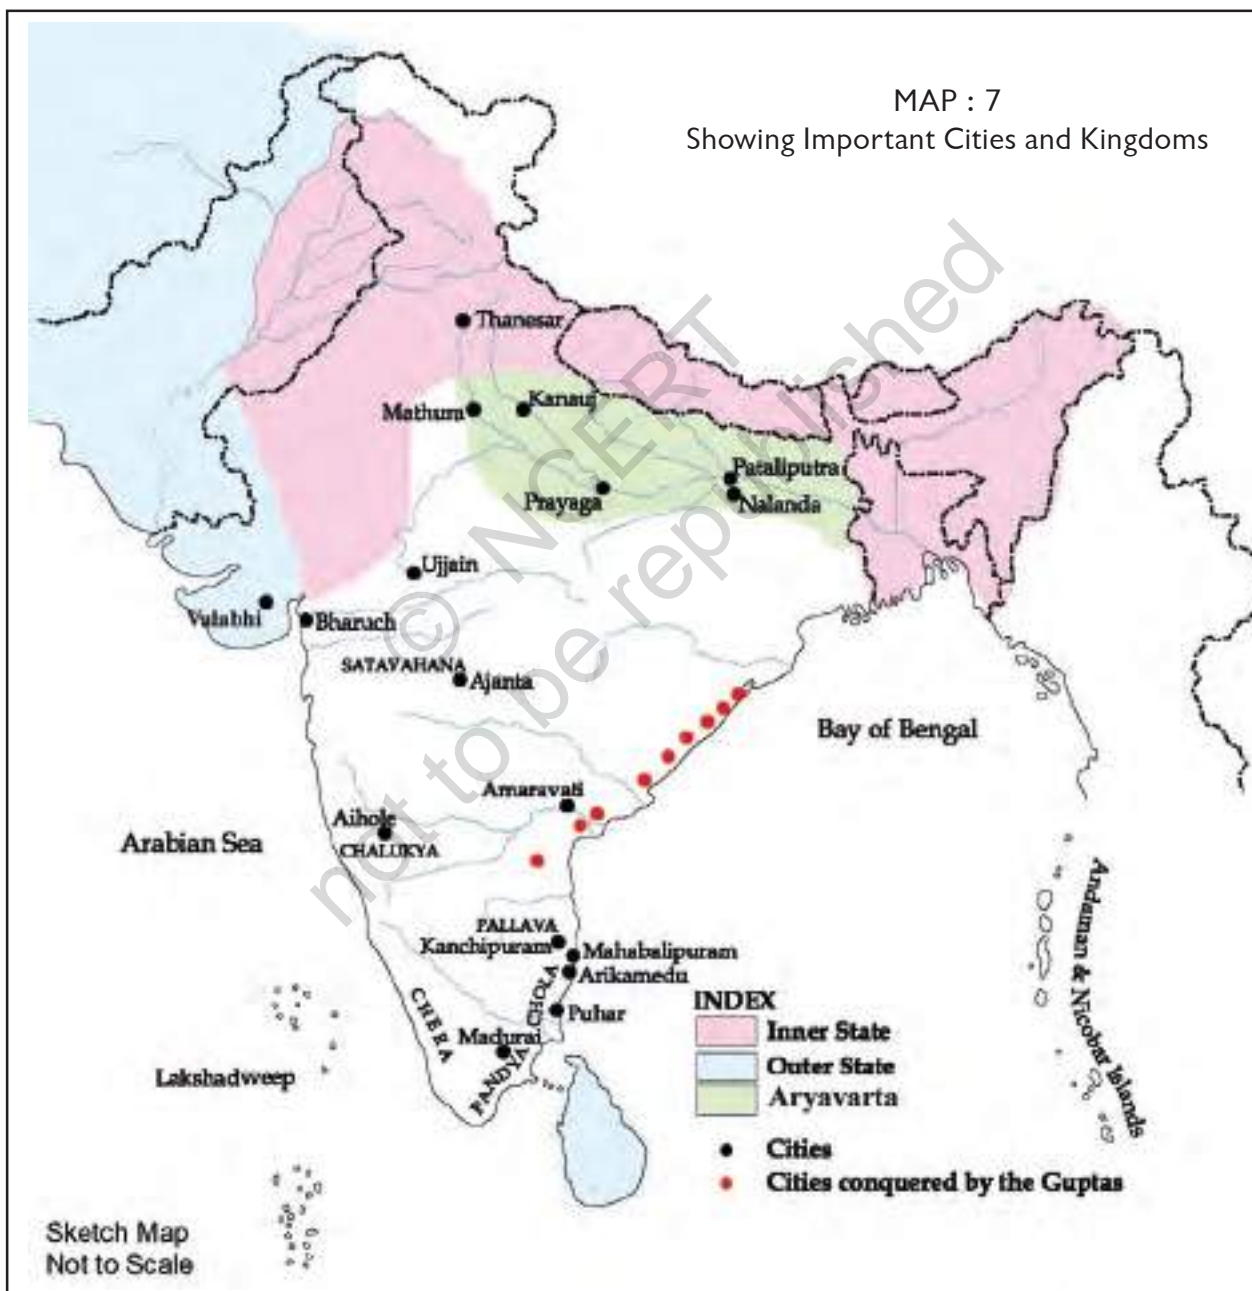 MAP : 7
Showing Important Cities and Kingdoms
Thanesar
Mathura
Kanauj
Pataliputra
Prayaga
Nalanda
Ujjain
Valabhi
Bharuch
SATAVAHANA
Ajanta
Bay of Bengal
Amaravati
Aihole
CHALUKYA
Arabian Sea
PALLAVA
Kanchipuram
Mahabalipuram
Arikamedu
CHOLA
Puhar
CHERA
Madurai
PANDYA
Lakshadweep
Andaman & Nicobar Islands
INDEX
Inner State
Outer State
Aryavarta
Cities
Cities conquered by the Guptas
Sketch Map
Not to Scale
© NCERT
not to be republished